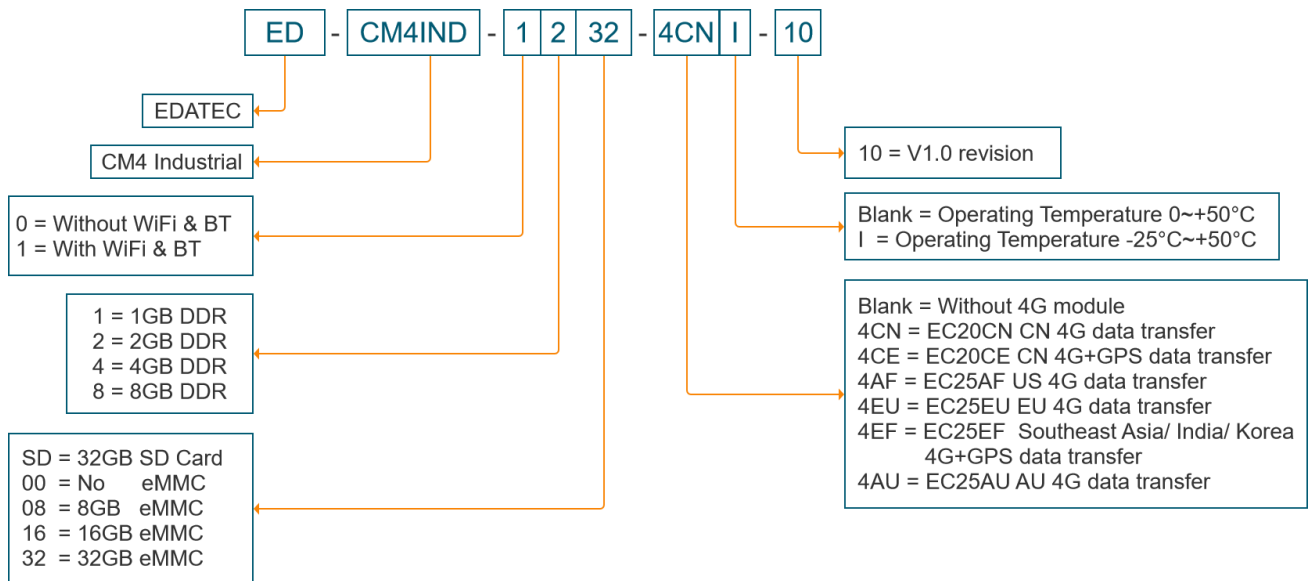 ED - CM4IND - 1 2 32 - 4CN I - 10
EDATEC
CM4 Industrial
0 = Without WiFi & BT
1 = With WiFi & BT
1 = 1GB DDR
2 = 2GB DDR
4 = 4GB DDR
8 = 8GB DDR
SD = 32GB SD Card
00 = No eMMC
08 = 8GB eMMC
16 = 16GB eMMC
32 = 32GB eMMC
10 = V1.0 revision
Blank = Operating Temperature 0~+50°C
I = Operating Temperature -25°C~+50°C
Blank = Without 4G module
4CN = EC20CN CN 4G data transfer
4CE = EC20CE CN 4G+GPS data transfer
4AF = EC25AF US 4G data transfer
4EU = EC25EU EU 4G data transfer
4EF = EC25EF Southeast Asia/ India/ Korea
4G+GPS data transfer
4AU = EC25AU AU 4G data transfer